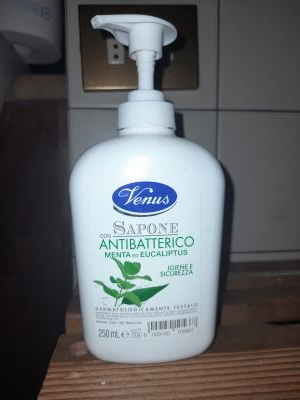 Venus
SAPONE
CON
ANTIBATTERICO
MENTA ED EUCALIPTUS
IGIENE E
SICUREZZA
DERMATOLOGICAMENTE TESTATO
250 mL e